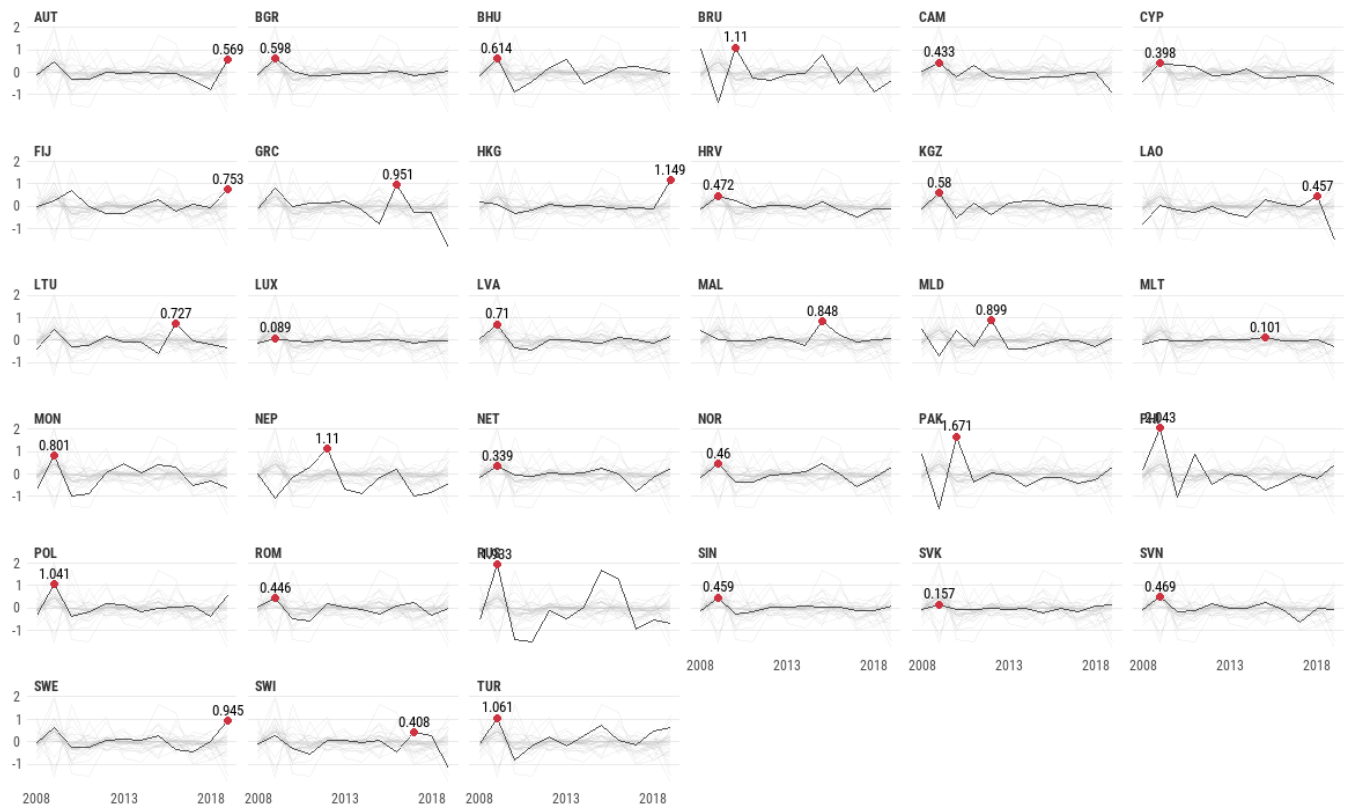 AUT BGR BHU BRU CAM CYP
2
1
0
-1
0.569 0.598 0.614 1.11 0.433 0.398
FIJ GRC HKG HRV KGZ LAO
2
1
0
-1
0.753 0.951 1.149 0.472 0.58 0.457
LTU LUX LVA MAL MLD MLT
2
1
0
-1
0.727 0.089 0.71 0.848 0.899 0.101
MON NEP NET NOR PAK PHI
2
1
0
-1
0.801 1.11 0.339 0.46 1.671 2.043
POL ROM RUS SIN SVK SVN
2
1
0
-1
1.041 0.446 1.933 0.459 0.157 0.469
2008 2013 2018 2008 2013 2018 2008 2013 2018
SWE SWI TUR
2
1
0
-1
0.945 0.408 1.061
2008 2013 2018 2008 2013 2018 2008 2013 2018